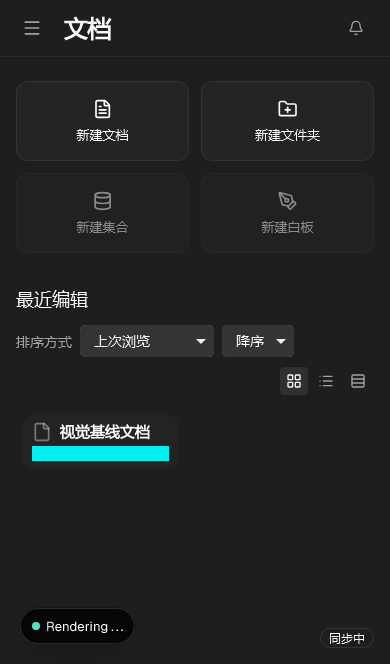 文档
新建文档
新建文件夹
新建集合
新建白板
最近编辑
排序方式 上次浏览 降序
视觉基线文档
Rendering...
同步中